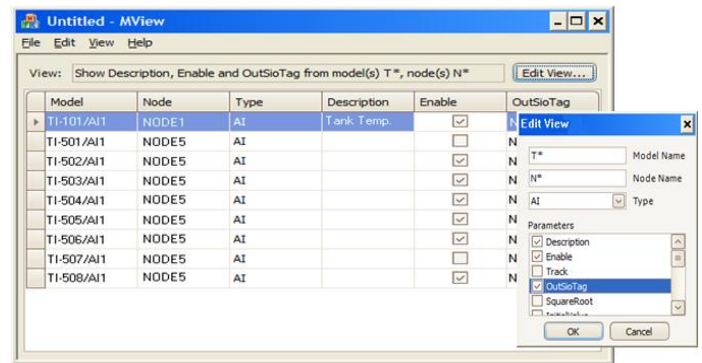 Untitled - MView
File Edit View Help
View: Show Description, Enable and OutSioTag from model(s) T*, node(s) N* Edit View...
Model Node Type Description Enable OutSioTag
TI-101/AI1 NODE1 AI Tank Temp. N
TI-501/AI1 NODE5 AI N
TI-502/AI1 NODE5 AI N
TI-503/AI1 NODE5 AI N
TI-504/AI1 NODE5 AI N
TI-505/AI1 NODE5 AI N
TI-506/AI1 NODE5 AI N
TI-507/AI1 NODE5 AI N
TI-508/AI1 NODE5 AI N
Edit View
T* Model Name
N* Node Name
AI Type
Parameters
Description
Enable
Track
OutSioTag
SquareRoot
OK Cancel